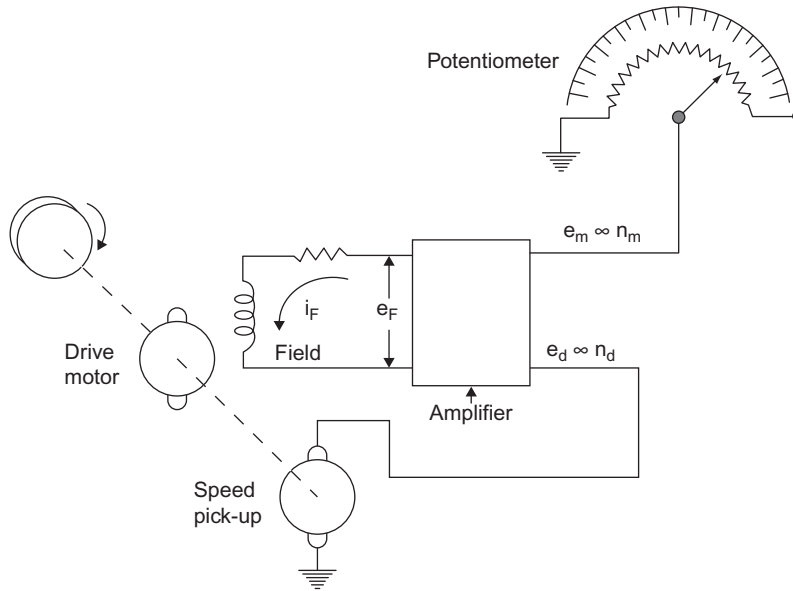 Potentiometer
e_m ∝ n_m
i_F
e_F
Field
e_d ∝ n_d
Drive
motor
Amplifier
Speed
pick-up